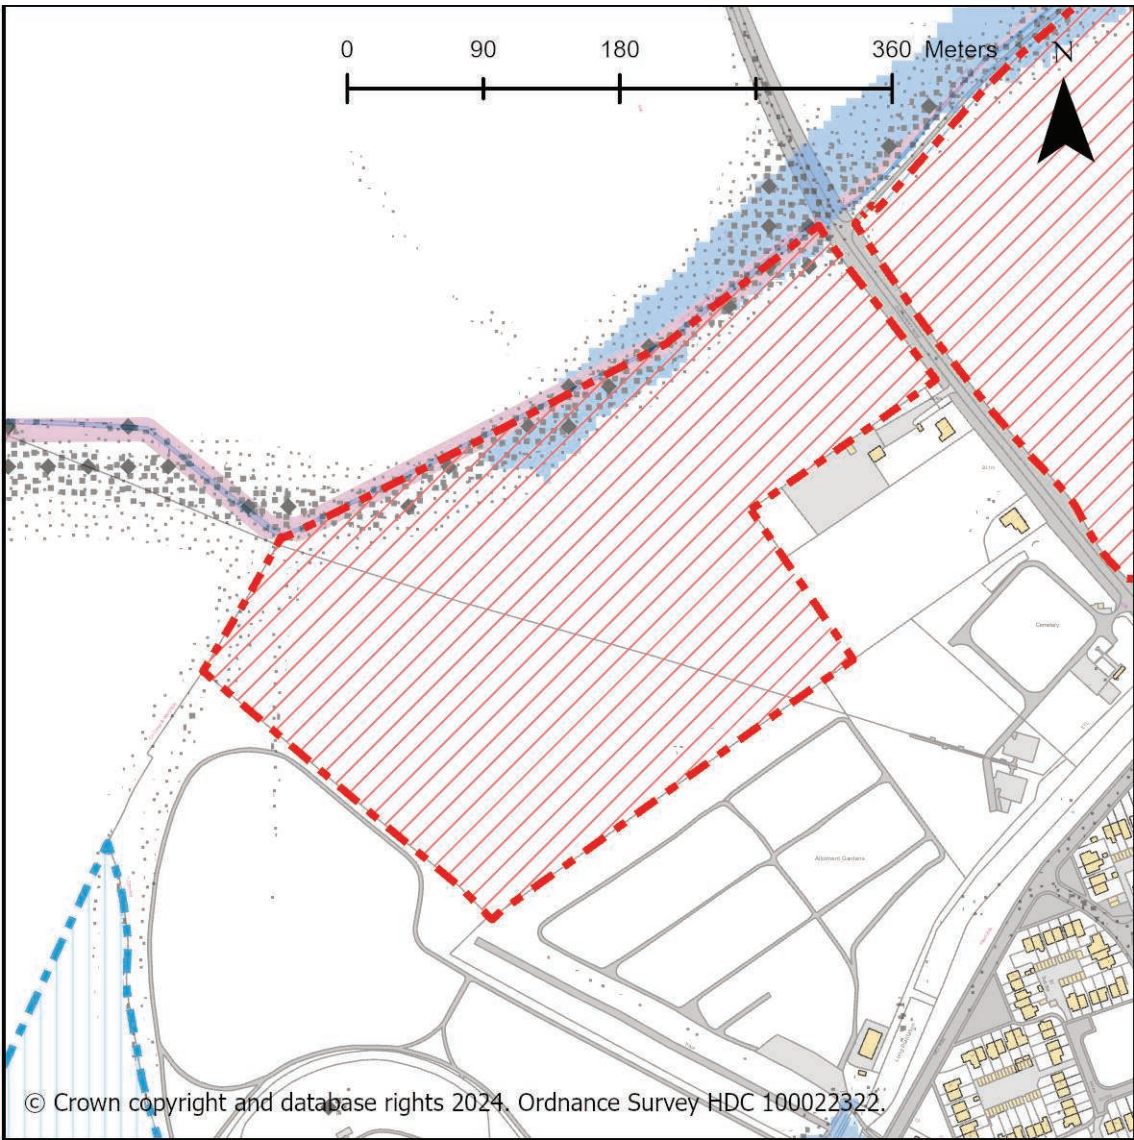 0 90 180 360 Meters
N
Cemetery
Allotment Gardens
© Crown copyright and database rights 2024. Ordnance Survey HDC 100022322.